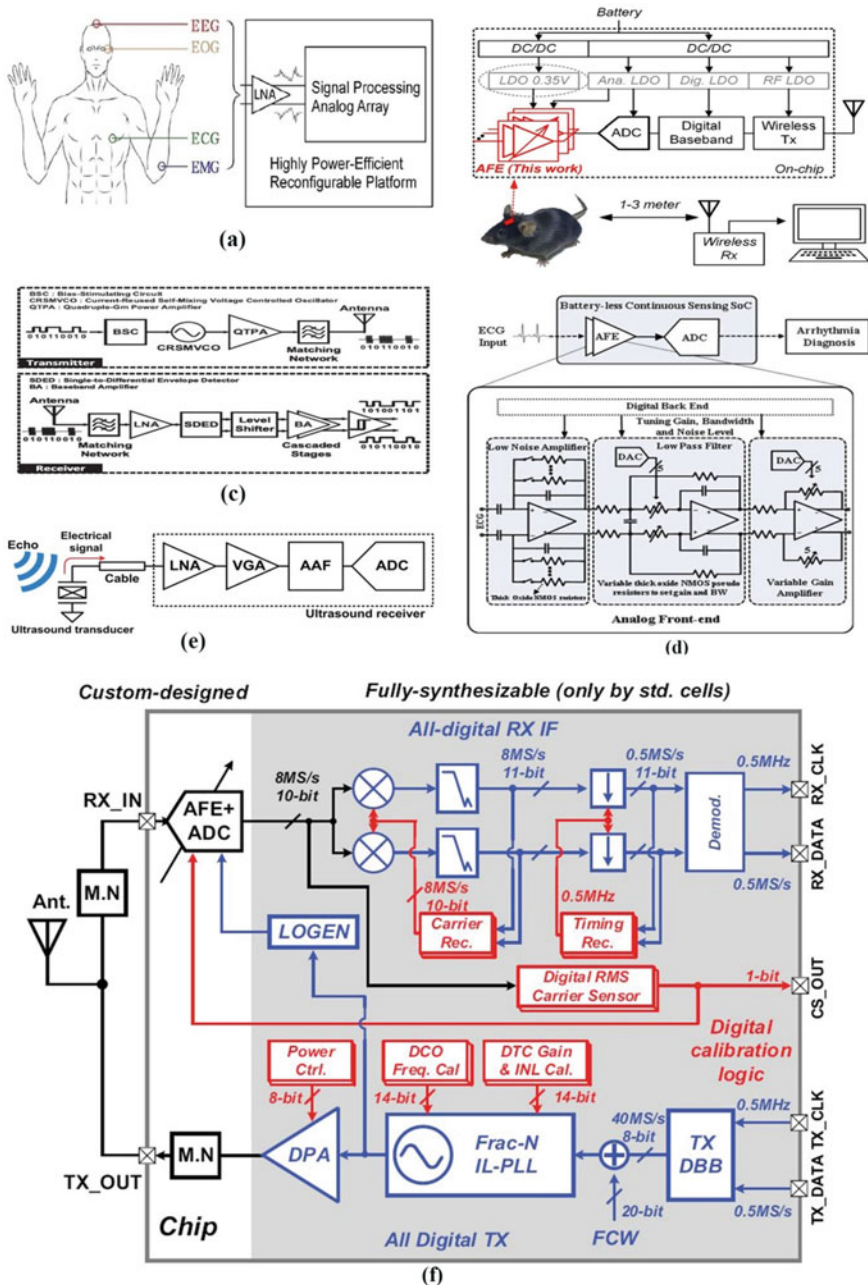 EEG
EOG
ECG
EMG
LNA
Signal Processing
Analog Array
Highly Power-Efficient
Reconfigurable Platform
(a)
Battery
DC/DC
DC/DC
LDO 0.35V
Ana. LDO
Dig. LDO
RF LDO
AFE (This work)
ADC
Digital
Baseband
Wireless
Tx
On-chip
1-3 meter
Wireless
Rx
BSC : Bias-Stimulating Circuit
CRSMVCO : Current-Reused Self-Mixing Voltage Controlled Oscillator
QTPA : Quadruple-Gm Power Amplifier
Antenna
010110010
BSC
CRSMVCO
QTPA
Matching
Network
010110010
Transmitter
SDED : Single-to-Differential Envelope Detector
BA : Baseband Amplifier
Antenna
010110010
Matching
Network
LNA
SDED
Level
Shifter
BA
Cascaded
Stages
101001101
010110010
Receiver
(c)
Battery-less Continuous Sensing SoC
ECG
Input
AFE
ADC
Arrhythmia
Diagnosis
Digital Back End
Tuning Gain, Bandwidth
and Noise Level
Low Noise Amplifier
ECG
Thick Oxide NMOS resistors
Low Pass Filter
DAC
5
Variable thick oxide NMOS pseudo
resistors to set gain and BW
DAC
5
5
Variable Gain
Amplifier
Analog Front-end
(d)
Echo
Electrical
signal
Cable
Ultrasound transducer
LNA
VGA
AAF
ADC
Ultrasound receiver
(e)
Custom-designed
Fully-synthesizable (only by std. cells)
All-digital RX IF
RX_IN
AFE+
ADC
8MS/s
10-bit
8MS/s
11-bit
0.5MS/s
11-bit
Demod.
0.5MHz
RX_CLK
RX_DATA
0.5MS/s
Ant.
M.N
LOGEN
8MS/s
10-bit
Carrier
Rec.
0.5MHz
Timing
Rec.
Digital RMS
Carrier Sensor
1-bit
CS_OUT
Digital
calibration
logic
Power
Ctrl.
8-bit
DCO
Freq. Cal
14-bit
DTC Gain
& INL Cal.
14-bit
TX_OUT
M.N
DPA
Frac-N
IL-PLL
40MS/s
8-bit
20-bit
FCW
TX
DBB
0.5MHz
TX_CLK
TX_DATA
0.5MS/s
Chip
All Digital TX
(f)